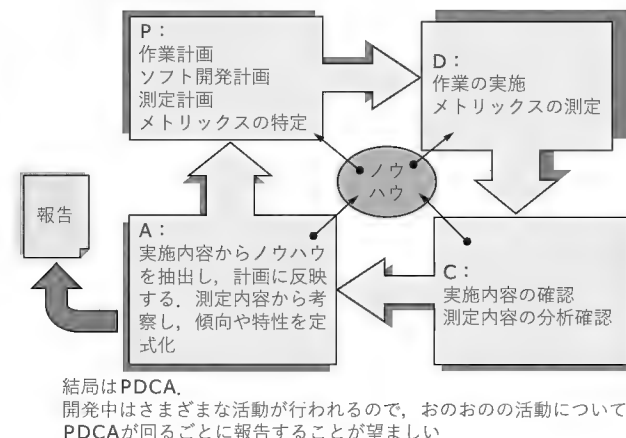 P：
作業計画
ソフト開発計画
測定計画
メトリックスの特定
D：
作業の実施
メトリックスの測定
ノウ
ハウ
報告
A：
実施内容からノウハウ
を抽出し，計画に反映
する．測定内容から考
察し，傾向や特性を定
式化
C：
実施内容の確認
測定内容の分析確認
結局はPDCA．
開発中はさまざまな活動が行われるので，おのおのの活動について
PDCAが回るごとに報告することが望ましい